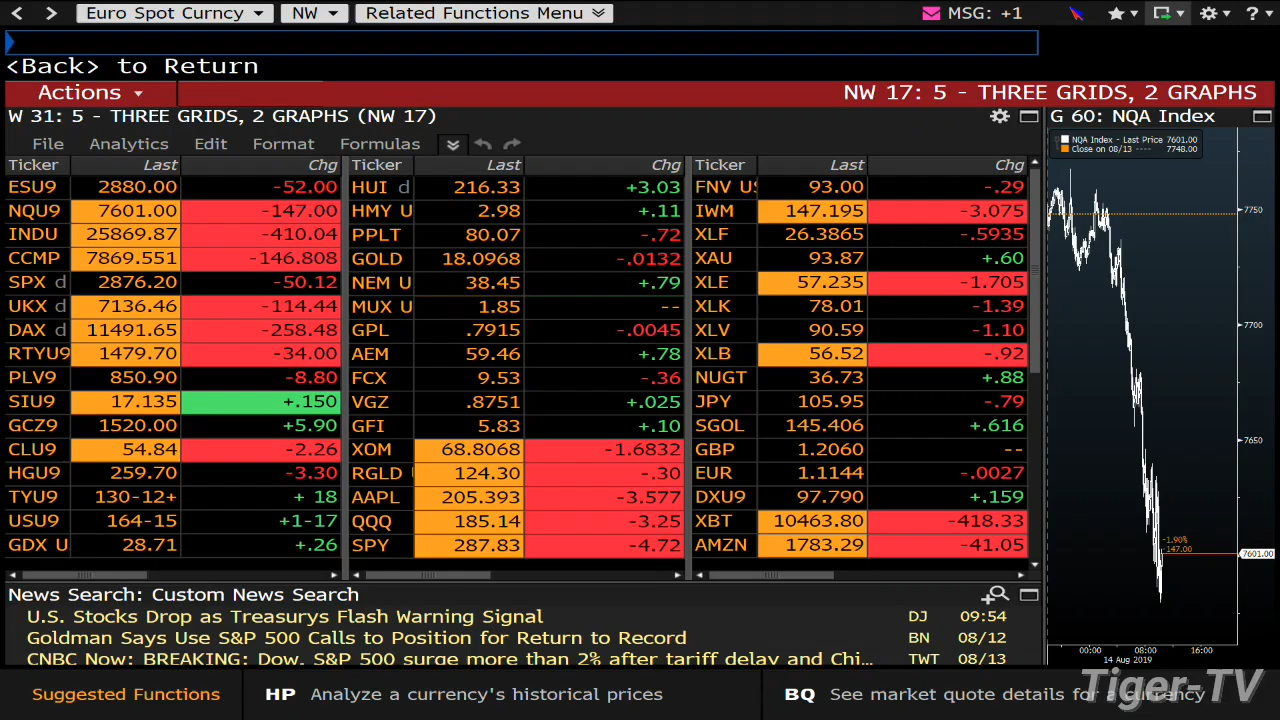 Euro Spot Curncy NW Related Functions Menu MSG: +1 ?
<Back> to Return
Actions NW 17: 5 - THREE GRIDS, 2 GRAPHS
W 31: 5 - THREE GRIDS, 2 GRAPHS (NW 17) G 60: NQA Index
File Analytics Edit Format Formulas
NQA Index - Last Price 7601.00
Close on 08/13 ---- 7748.00
Ticker Last Chg Ticker Last Chg Ticker Last Chg
ESU9 2880.00 -52.00 HUI d 216.33 +3.03 FNV US 93.00 -.29
NQU9 7601.00 -147.00 HMY U 2.98 +.11 IWM 147.195 -3.075
INDU 25869.87 -410.04 PPLT 80.07 -.72 XLF 26.3865 -.5935
CCMP 7869.551 -146.808 GOLD 18.0968 -.0132 XAU 93.87 +.60
SPX d 2876.20 -50.12 NEM U 38.45 +.79 XLE 57.235 -1.705
UKX d 7136.46 -114.44 MUX U 1.85 -- XLK 78.01 -1.39
DAX d 11491.65 -258.48 GPL .7915 -.0045 XLV 90.59 -1.10
RTYU9 1479.70 -34.00 AEM 59.46 +.78 XLB 56.52 -.92
PLV9 850.90 -8.80 FCX 9.53 -.36 NUGT 36.73 +.88
SIU9 17.135 +.150 VGZ .8751 +.025 JPY 105.95 -.79
GCZ9 1520.00 +5.90 GFI 5.83 +.10 SGOL 145.406 +.616
CLU9 54.84 -2.26 XOM 68.8068 -1.6832 GBP 1.2060 --
HGU9 259.70 -3.30 RGLD 124.30 -.30 EUR 1.1144 -.0027
TYU9 130-12+ + 18 AAPL 205.393 -3.577 DXU9 97.790 +.159
USU9 164-15 +1-17 QQQ 185.14 -3.25 XBT 10463.80 -418.33
GDX U 28.71 +.26 SPY 287.83 -4.72 AMZN 1783.29 -41.05
7750
7700
7650
-1.90%
-147.00
7601.00
00:00 08:00 16:00
14 Aug 2019
News Search: Custom News Search
U.S. Stocks Drop as Treasurys Flash Warning Signal DJ 09:54
Goldman Says Use S&P 500 Calls to Position for Return to Record BN 08/12
CNBC Now: BREAKING: Dow, S&P 500 surge more than 2% after tariff delay and Chi... TWT 08/13
Suggested Functions HP Analyze a currency's historical prices BQ See market quote details for a currency
Tiger-TV